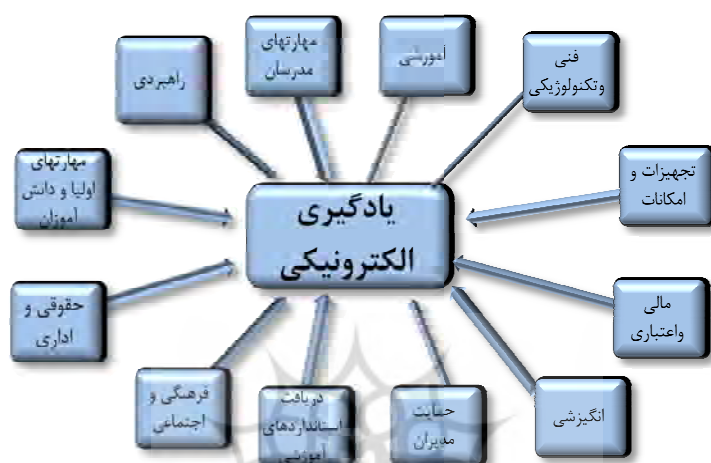 فنی
وتکنولوژیکی
آموزشی
مهارتهای
مدرسان
راهبردی
تجهیزات و
امکانات
مهارتهای
اولیا و دانش
آموزان
یادگیری
الکترونیکی
مالی
واعتباری
حقوقی و
اداری
انگیزشی
حمایت
مدیران
دریافت
استانداردهای
آموزشی
فرهنگی و
اجتماعی